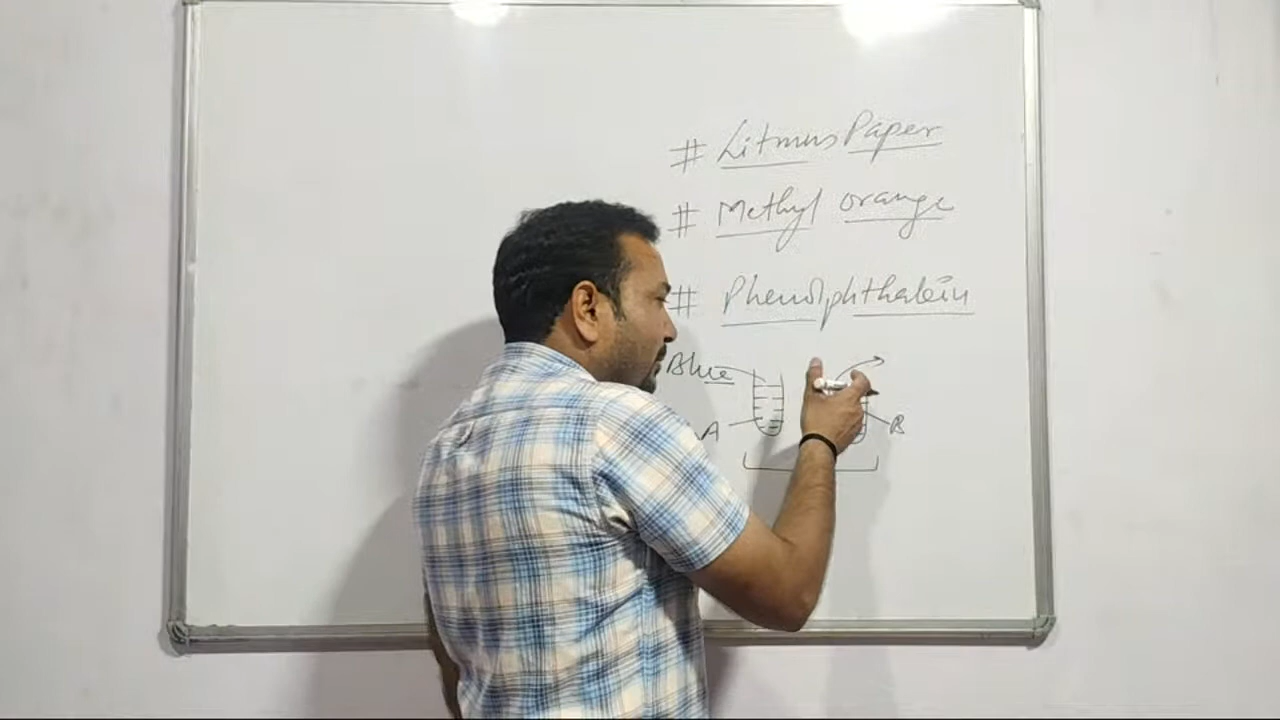 # Litmus Paper
# Methyl orange
# Phenolphthalein
Blue
A B